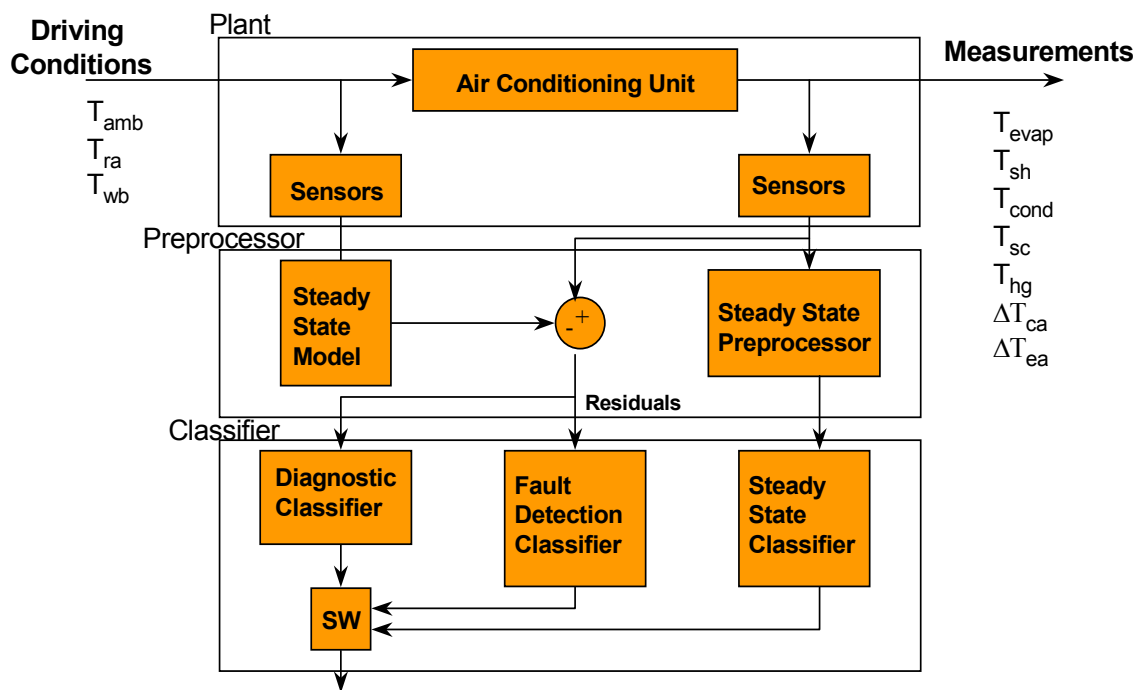 Plant
Driving
Conditions
Measurements
Air Conditioning Unit
T_amb
T_ra
T_wb
T_evap
T_sh
T_cond
T_sc
T_hg
ΔT_ca
ΔT_ea
Sensors
Sensors
Preprocessor
Steady
State
Model
- +
Steady State
Preprocessor
Residuals
Classifier
Diagnostic
Classifier
Fault
Detection
Classifier
Steady
State
Classifier
SW